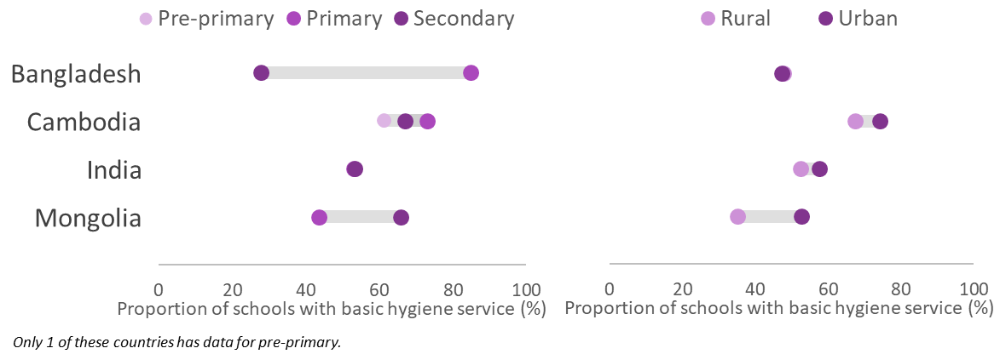 Pre-primary Primary Secondary
Rural Urban
Bangladesh
Cambodia
India
Mongolia
0 20 40 60 80 100
0 20 40 60 80 100
Proportion of schools with basic hygiene service (%)
Proportion of schools with basic hygiene service (%)
Only 1 of these countries has data for pre-primary.